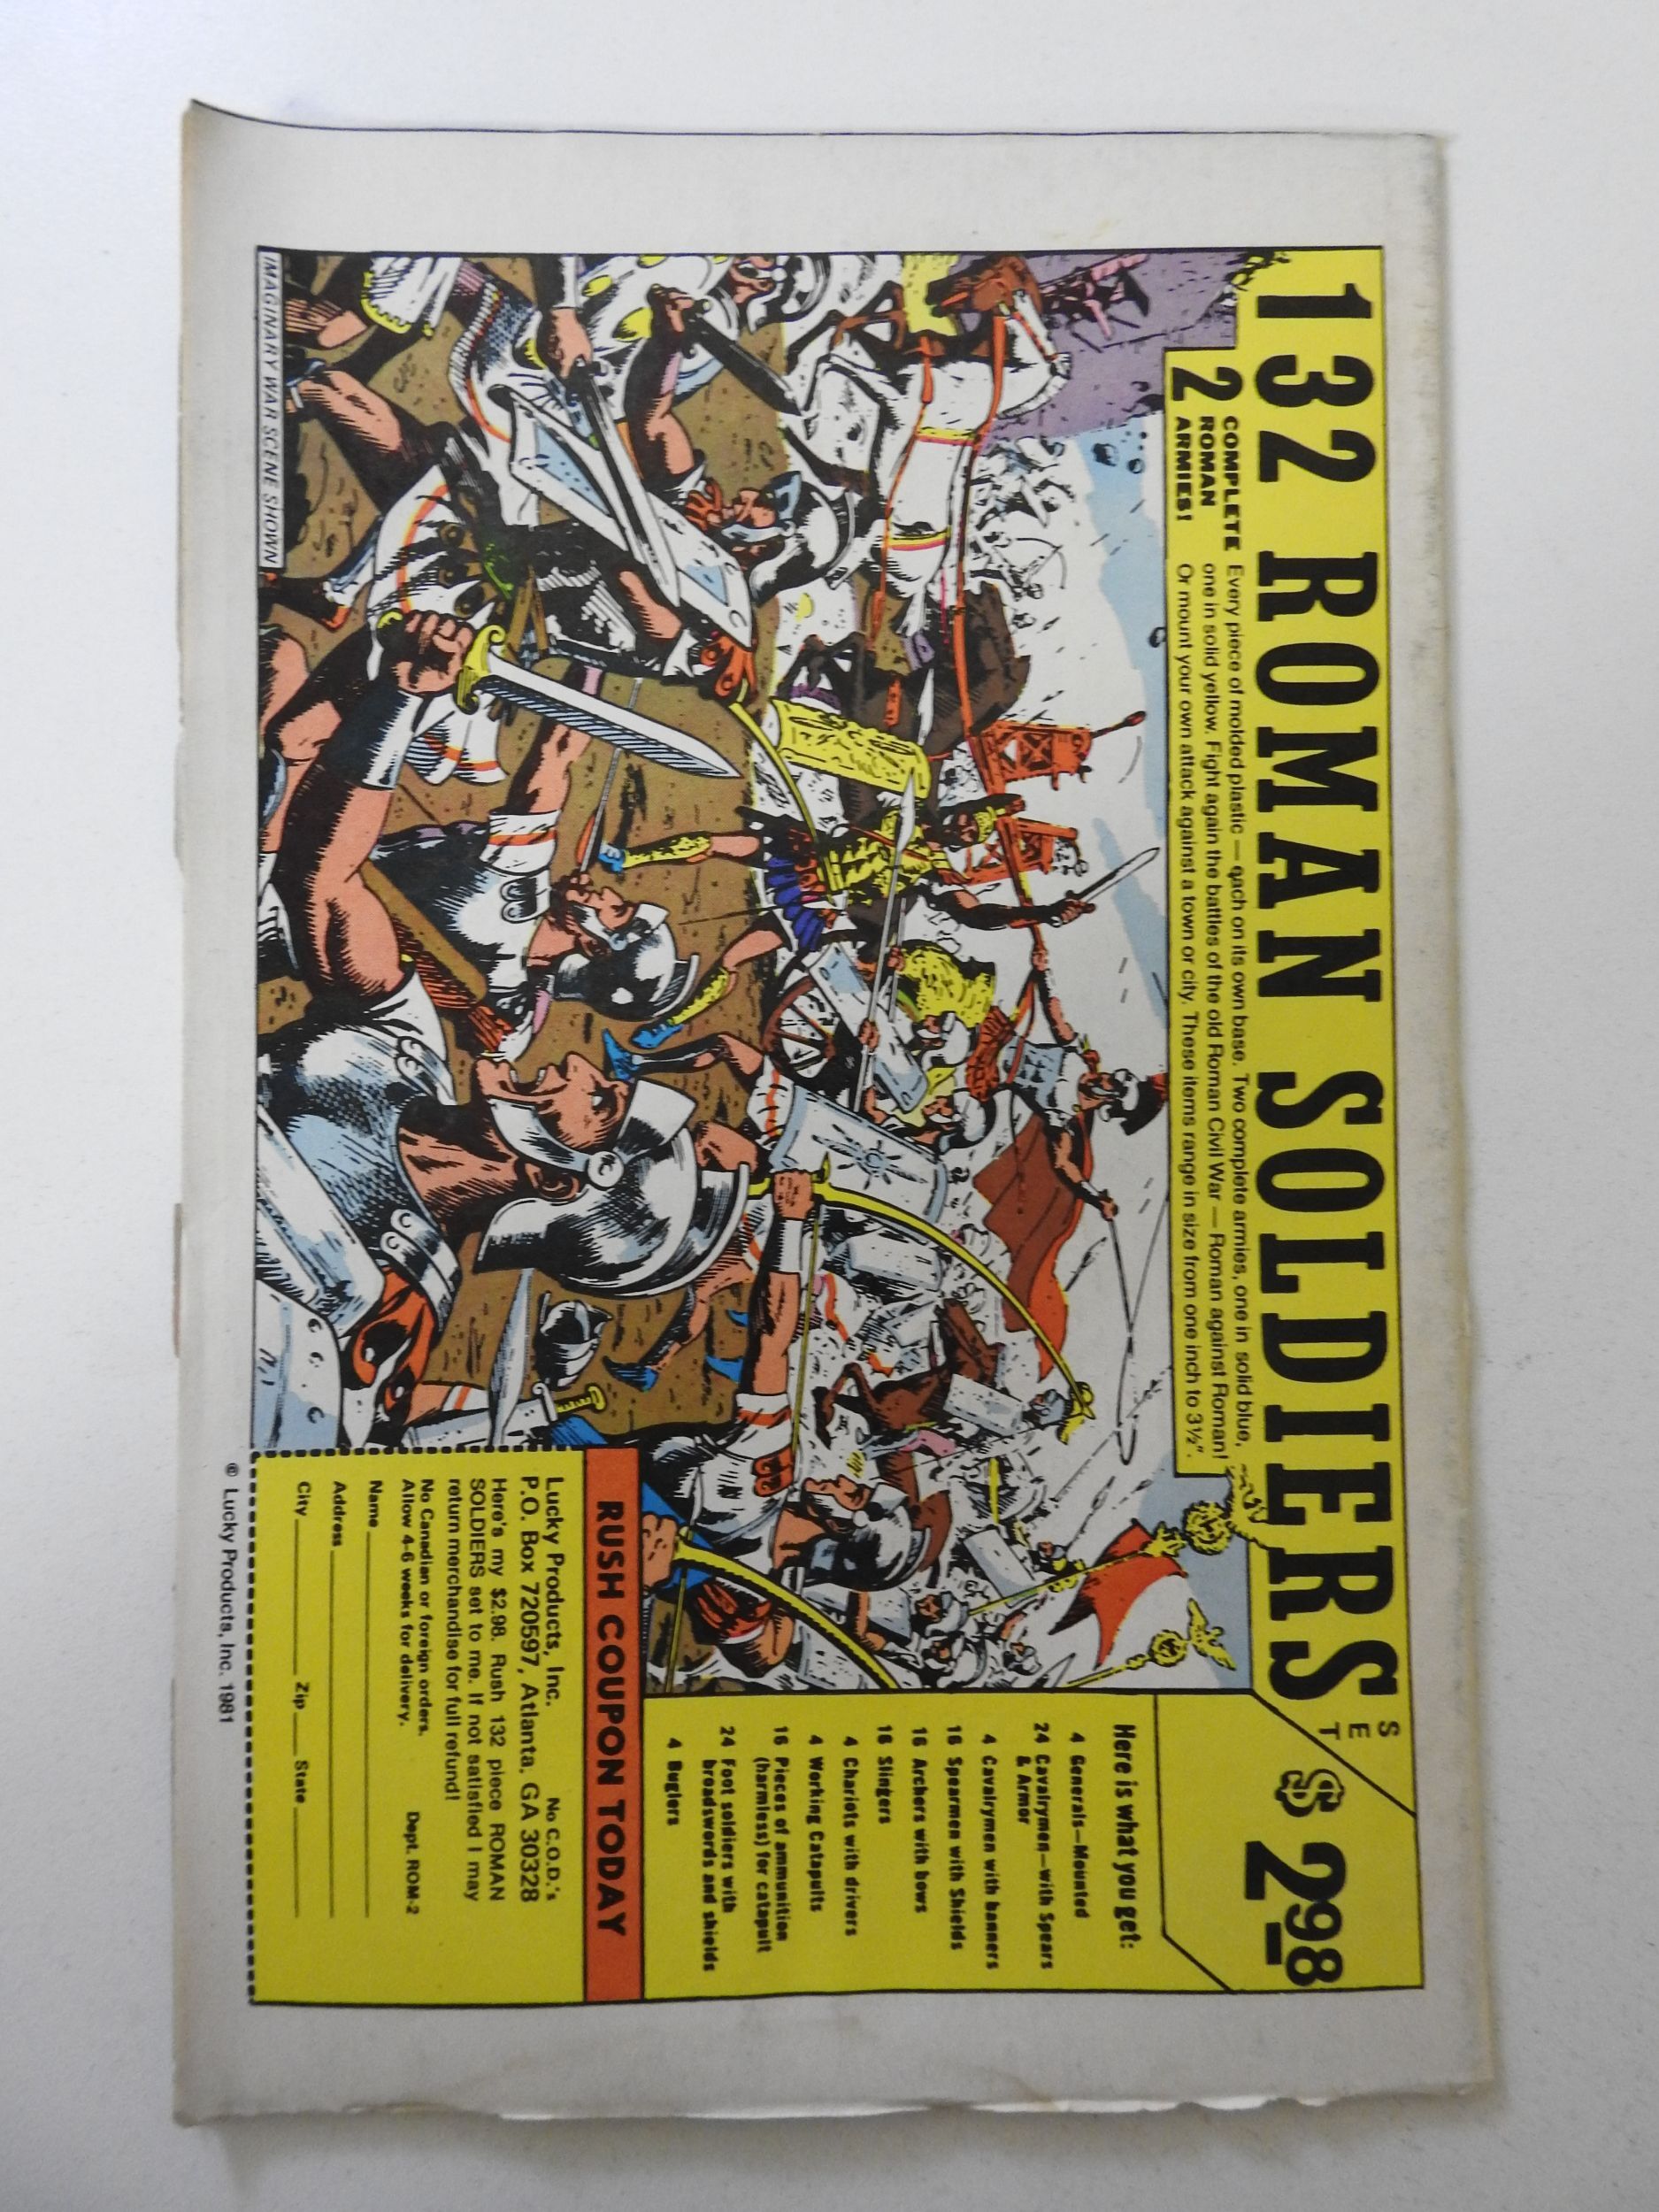 132 ROMAN SOLDIERS SET $2.98
2 COMPLETE
ROMAN
ARMIES!
Every piece of molded plastic — each on its own base. Two complete armies, one in solid blue,
one in solid yellow. Fight again the battles of the old Roman Civil War — Roman against Roman!
Or mount your own attack against a town or city. These items range in size from one inch to 3½".
Here is what you get:
4 Generals—Mounted
24 Cavalrymen—with Spears
& Armor
4 Cavalrymen with banners
16 Spearmen with Shields
16 Archers with bows
16 Slingers
4 Chariots with drivers
4 Working Catapults
16 Pieces of ammunition
(harmless) for catapult
24 Foot soldiers with
broadswords and shields
4 Buglers
IMAGINARY WAR SCENE SHOWN
RUSH COUPON TODAY
Lucky Products, Inc. No C.O.D.'s
P.O. Box 720597, Atlanta, GA 30328
Here's my $2.98. Rush 132 piece ROMAN
SOLDIERS set to me. If not satisfied I may
return merchandise for full refund!
No Canadian or foreign orders.
Allow 4-6 weeks for delivery. Dept. ROM-2
Name
Address
City Zip State
© Lucky Products, Inc. 1981